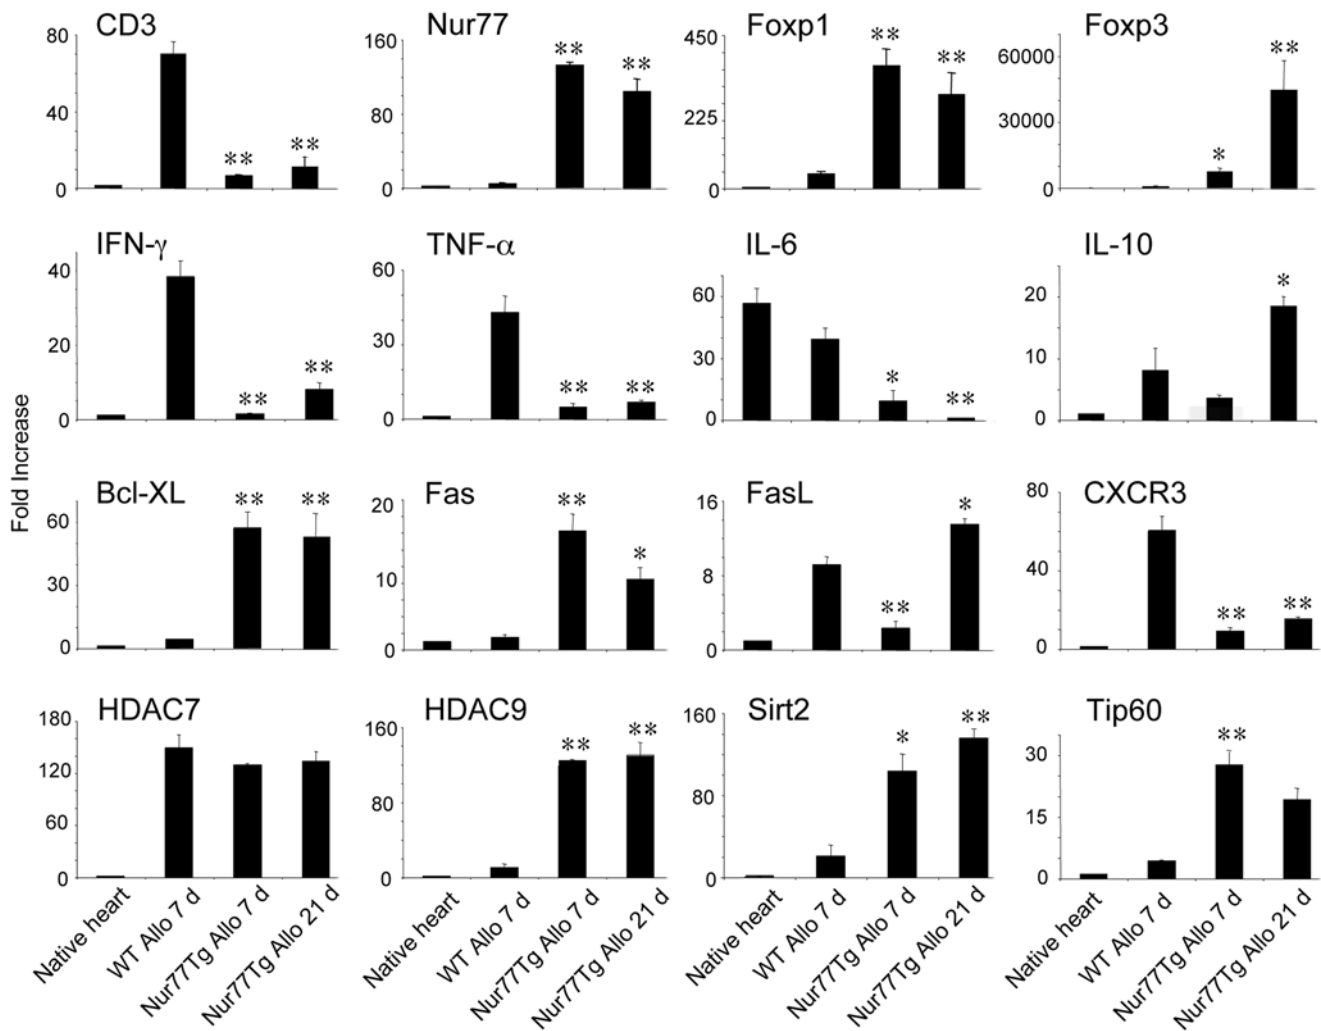 CD3
80
40
0
**
**
Nur77
160
80
0
**
**
Foxp1
450
225
0
**
**
Foxp3
60000
30000
0
*
**
Fold Increase
IFN-γ
40
20
0
**
**
TNF-α
60
30
0
**
**
IL-6
60
30
0
*
**
IL-10
20
10
0
*
Bcl-XL
60
30
0
**
**
Fas
20
10
0
**
*
FasL
16
8
0
**
*
CXCR3
80
40
0
**
**
HDAC7
180
120
60
0
HDAC9
160
80
0
**
**
Sirt2
160
80
0
*
**
Tip60
30
15
0
**
Native heart
WT Allo 7 d
Nur77Tg Allo 7 d
Nur77Tg Allo 21 d
Native heart
WT Allo 7 d
Nur77Tg Allo 7 d
Nur77Tg Allo 21 d
Native heart
WT Allo 7 d
Nur77Tg Allo 7 d
Nur77Tg Allo 21 d
Native heart
WT Allo 7 d
Nur77Tg Allo 7 d
Nur77Tg Allo 21 d